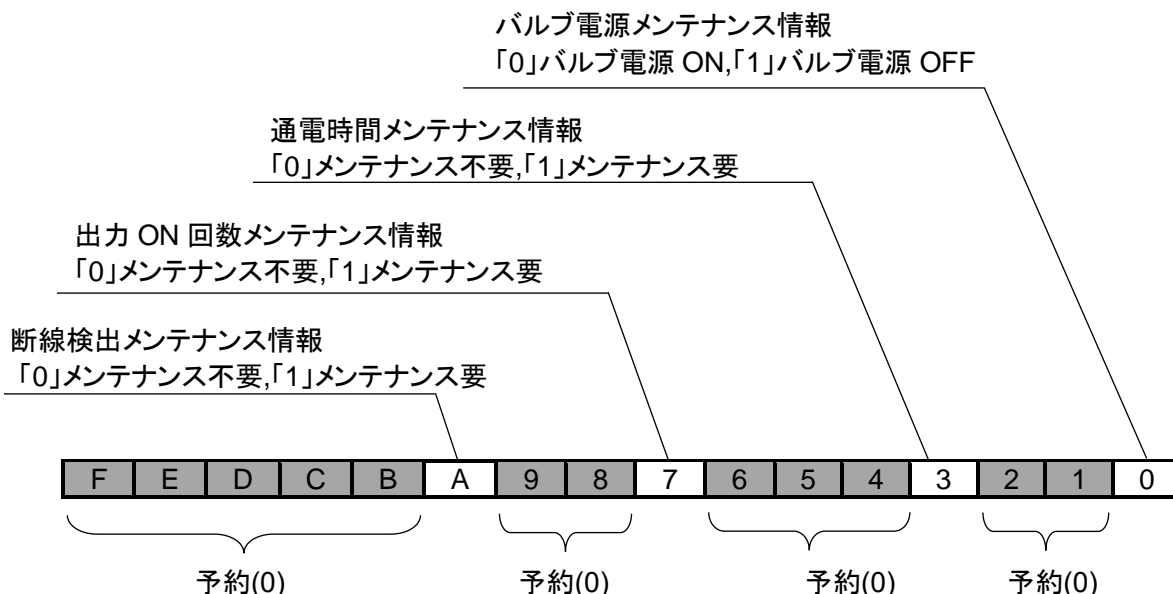 バルブ電源メンテナンス情報
「0」バルブ電源 ON,「1」バルブ電源 OFF
通電時間メンテナンス情報
「0」メンテナンス不要,「1」メンテナンス要
出力 ON 回数メンテナンス情報
「0」メンテナンス不要,「1」メンテナンス要
断線検出メンテナンス情報
「0」メンテナンス不要,「1」メンテナンス要
F E D C B A 9 8 7 6 5 4 3 2 1 0
予約(0) 予約(0) 予約(0) 予約(0)